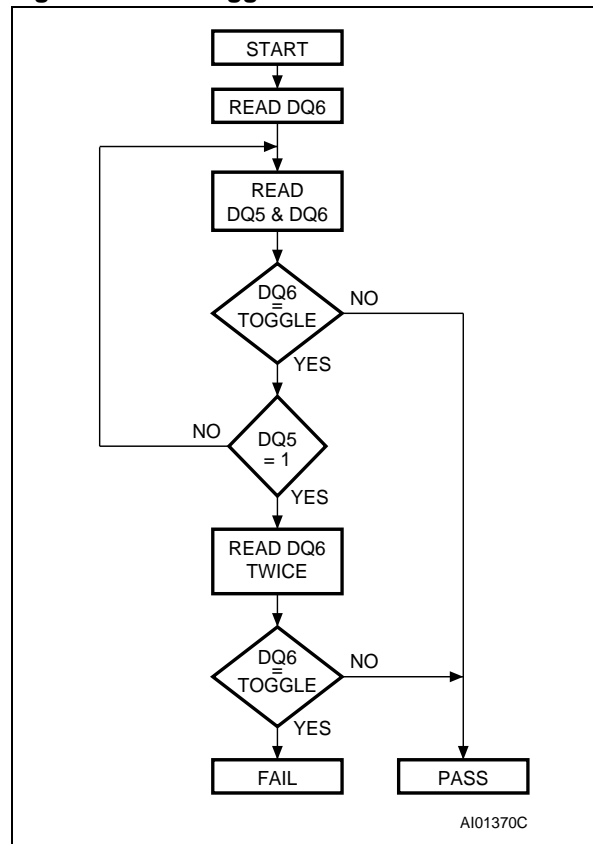 START
READ DQ6
READ
DQ5 & DQ6
DQ6
=
TOGGLE
NO
YES
NO
DQ5
= 1
YES
READ DQ6
TWICE
DQ6
=
TOGGLE
NO
YES
FAIL
PASS
AI01370C